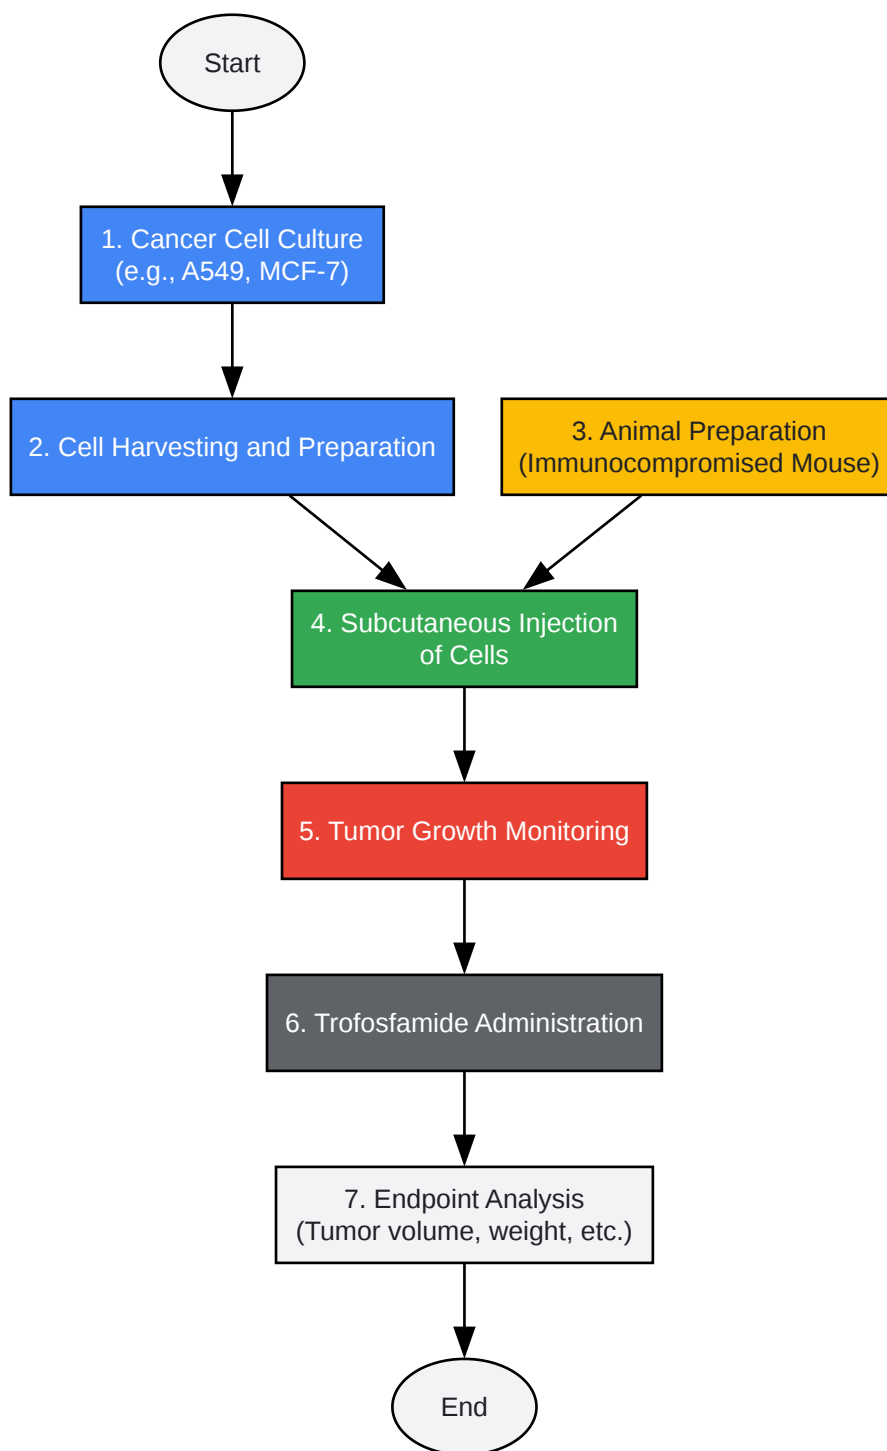 Start
1. Cancer Cell Culture
(e.g., A549, MCF-7)
2. Cell Harvesting and Preparation
3. Animal Preparation
(Immunocompromised Mouse)
4. Subcutaneous Injection
of Cells
5. Tumor Growth Monitoring
6. Trofosfamide Administration
7. Endpoint Analysis
(Tumor volume, weight, etc.)
End